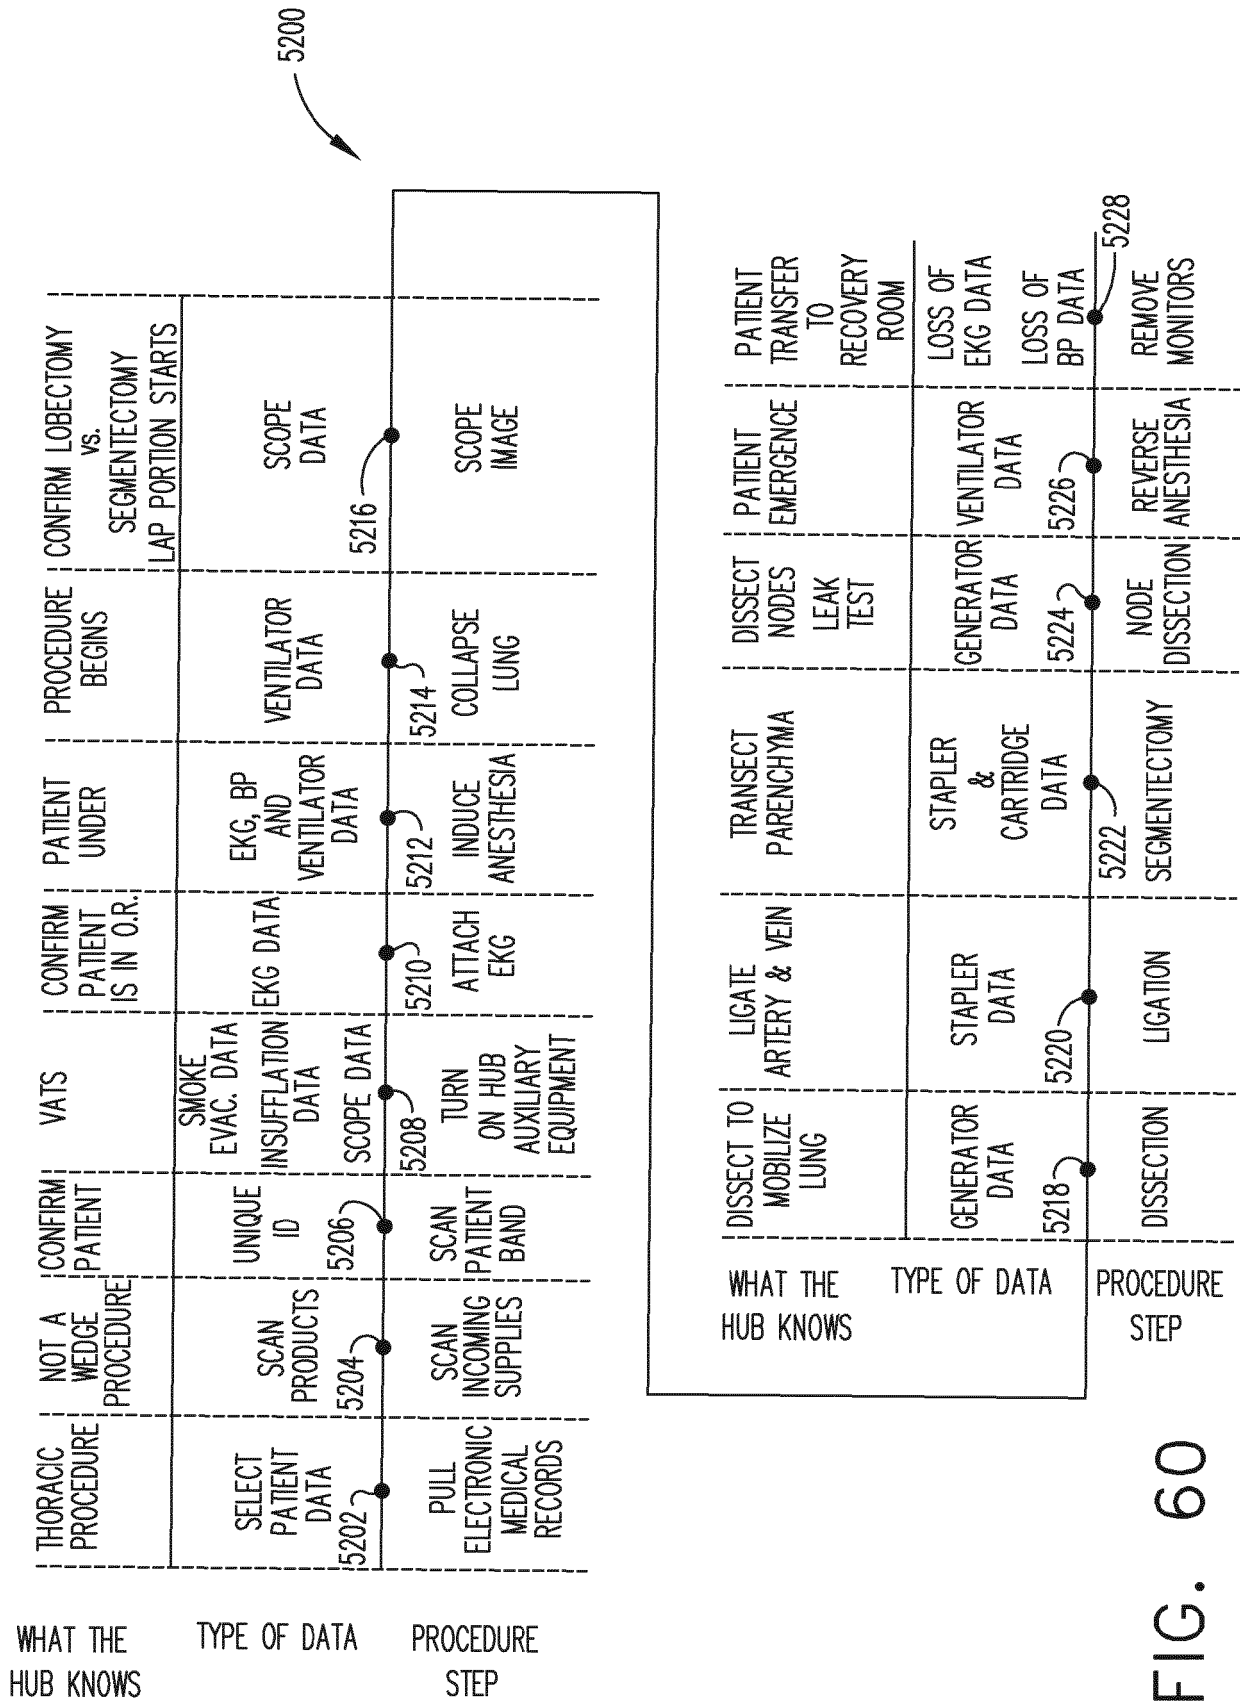 5200
WHAT THE
HUB KNOWS
THORACIC
PROCEDURE
NOT A
WEDGE
PROCEDURE
CONFIRM
PATIENT
VATS
CONFIRM
PATIENT
IS IN O.R.
PATIENT
UNDER
PROCEDURE
BEGINS
CONFIRM LOBECTOMY
vs.
SEGMENTECTOMY
LAP PORTION STARTS
TYPE OF DATA
SELECT
PATIENT
DATA
5202
SCAN
PRODUCTS
5204
UNIQUE
ID
5206
SMOKE
EVAC. DATA
INSUFFLATION
DATA
SCOPE DATA
5208
EKG DATA
5210
EKG, BP
AND
VENTILATOR
DATA
5212
VENTILATOR
DATA
5214
SCOPE
DATA
5216
PROCEDURE
STEP
PULL
ELECTRONIC
MEDICAL
RECORDS
SCAN
INCOMING
SUPPLIES
SCAN
PATIENT
BAND
TURN
ON HUB
AUXILIARY
EQUIPMENT
ATTACH
EKG
INDUCE
ANESTHESIA
COLLAPSE
LUNG
SCOPE
IMAGE
WHAT THE
HUB KNOWS
DISSECT TO
MOBILIZE
LUNG
LIGATE
ARTERY & VEIN
TRANSECT
PARENCHYMA
DISSECT
NODES
LEAK
TEST
PATIENT
EMERGENCE
PATIENT
TRANSFER
TO
RECOVERY
ROOM
TYPE OF DATA
GENERATOR
DATA
5218
STAPLER
DATA
5220
STAPLER
&
CARTRIDGE
DATA
5222
GENERATOR
DATA
5224
VENTILATOR
DATA
5226
LOSS OF
EKG DATA
LOSS OF
BP DATA
5228
PROCEDURE
STEP
DISSECTION
LIGATION
SEGMENTECTOMY
NODE
DISSECTION
REVERSE
ANESTHESIA
REMOVE
MONITORS
FIG. 60